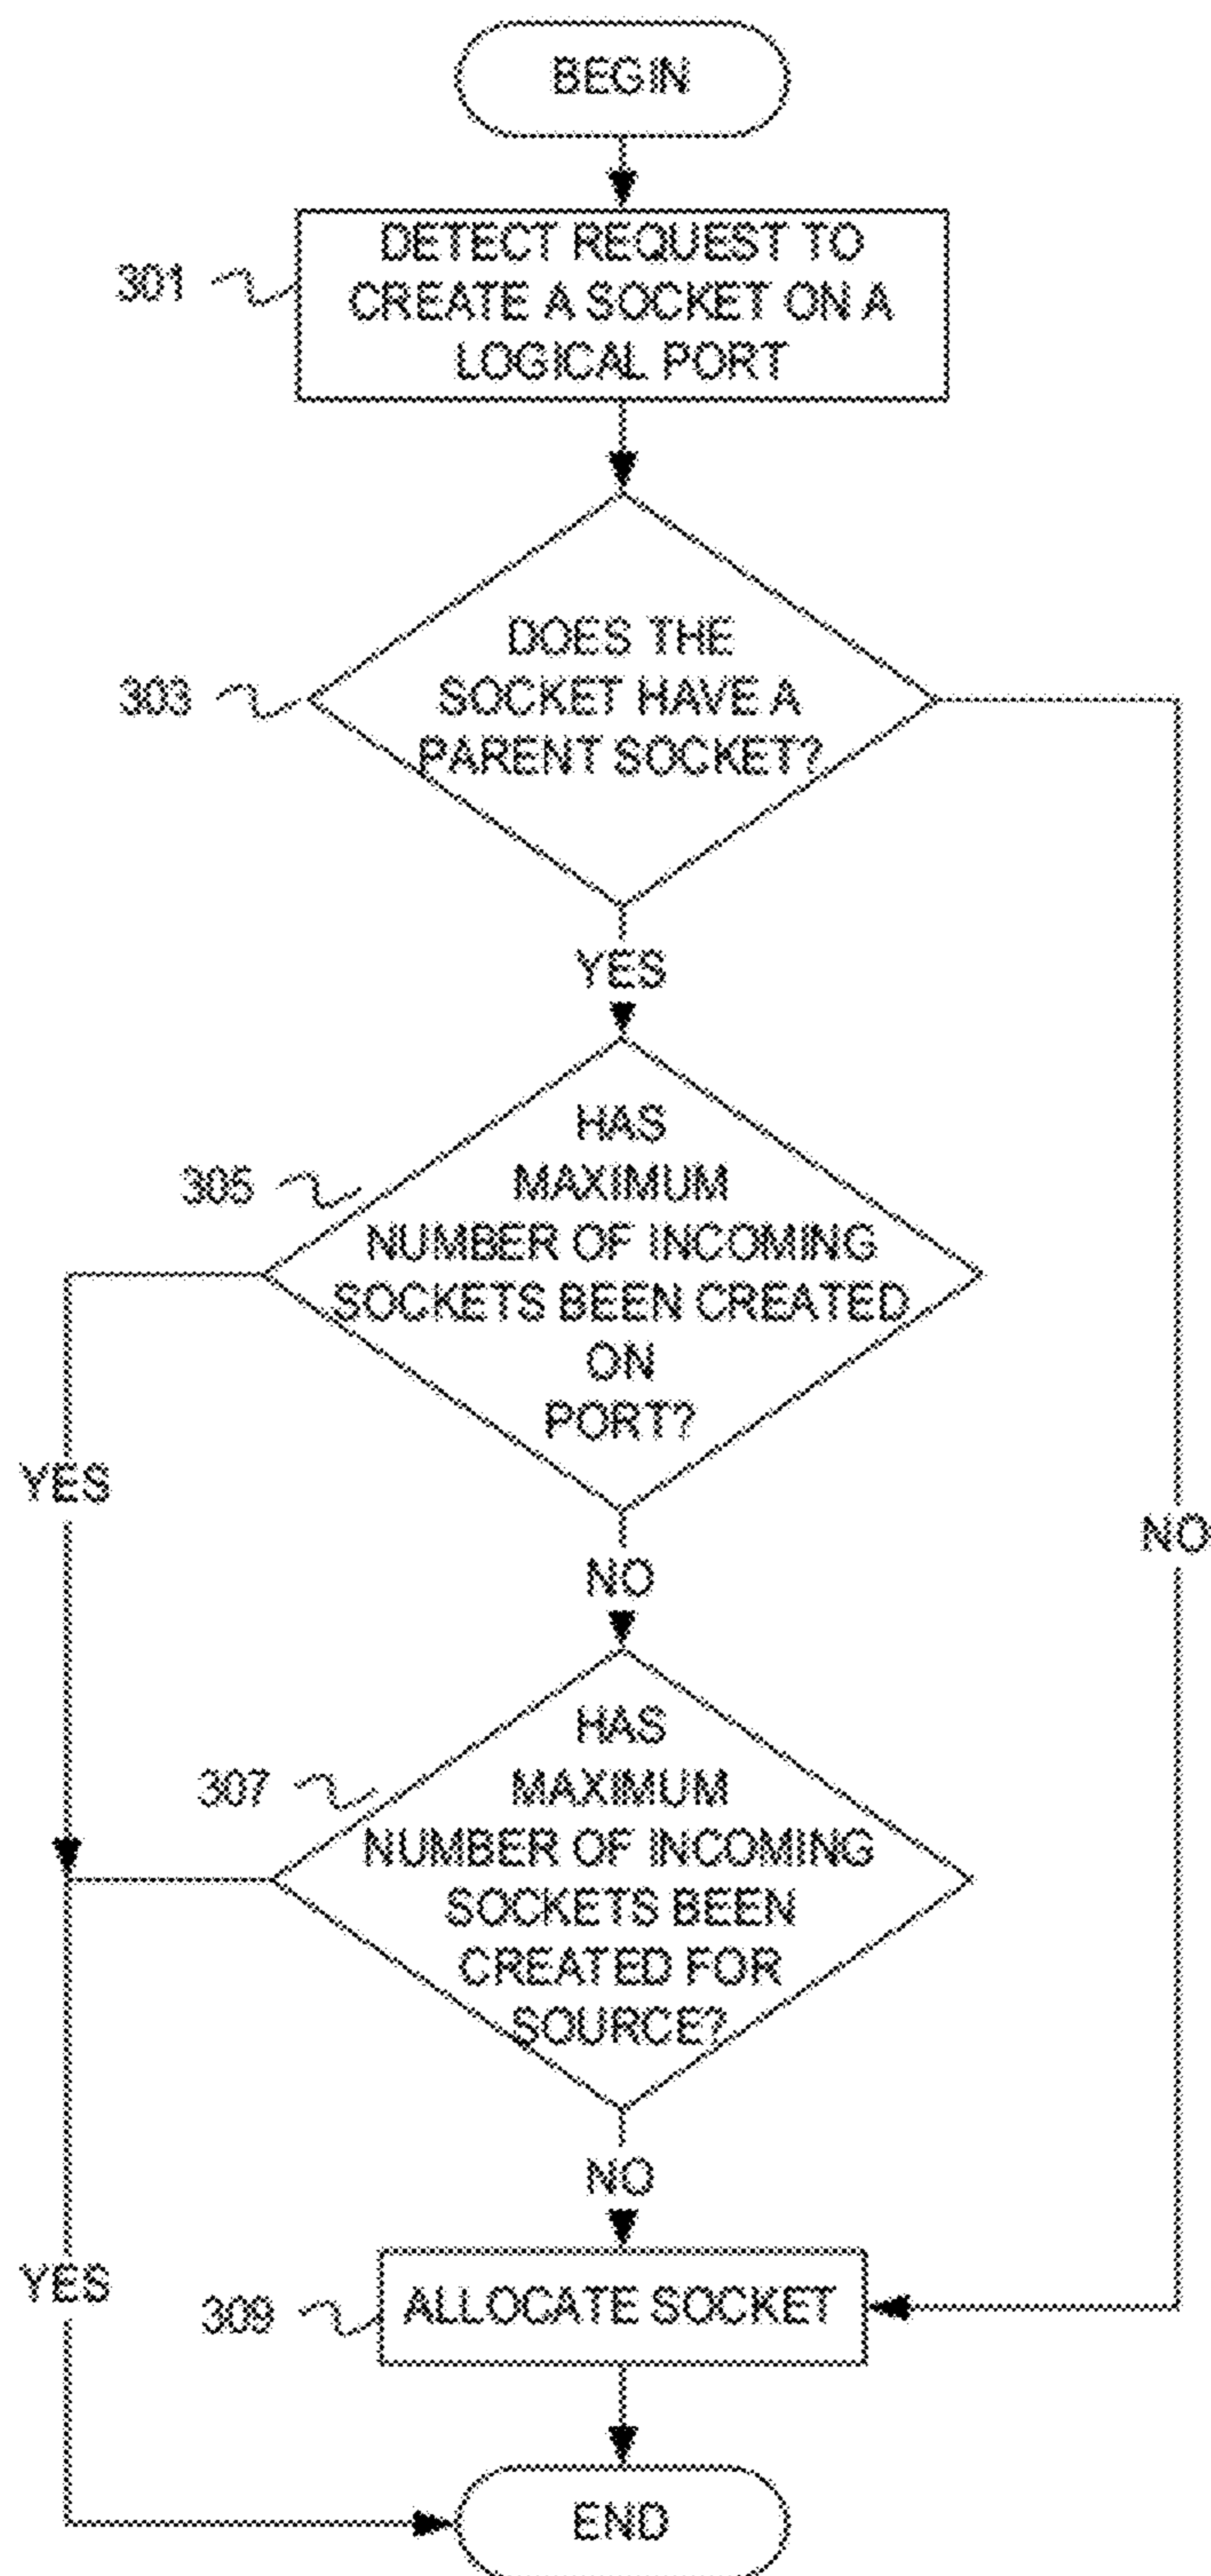 BEGIN
301
DETECT REQUEST TO
CREATE A SOCKET ON A
LOGICAL PORT
303
DOES THE
SOCKET HAVE A
PARENT SOCKET?
YES
305
HAS
MAXIMUM
NUMBER OF INCOMING
SOCKETS BEEN CREATED
ON
PORT?
YES
NO
NO
307
HAS
MAXIMUM
NUMBER OF INCOMING
SOCKETS BEEN
CREATED FOR
SOURCE?
NO
YES
309
ALLOCATE SOCKET
END